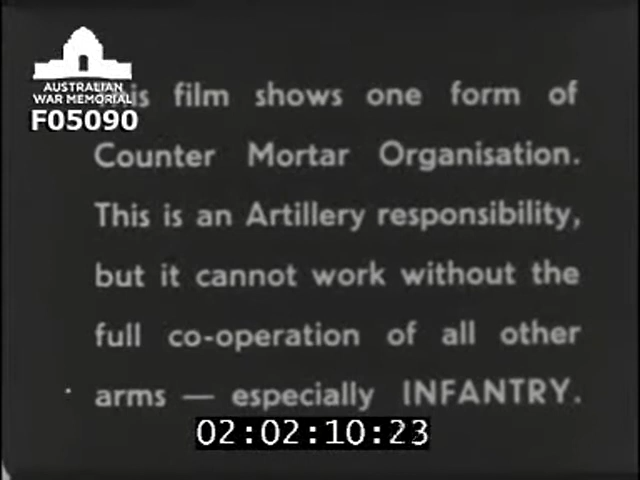 AUSTRALIAN
WAR MEMORIAL
F05090
This film shows one form of
Counter Mortar Organisation.
This is an Artillery responsibility,
but it cannot work without the
full co-operation of all other
arms — especially INFANTRY.
02:02:10:23